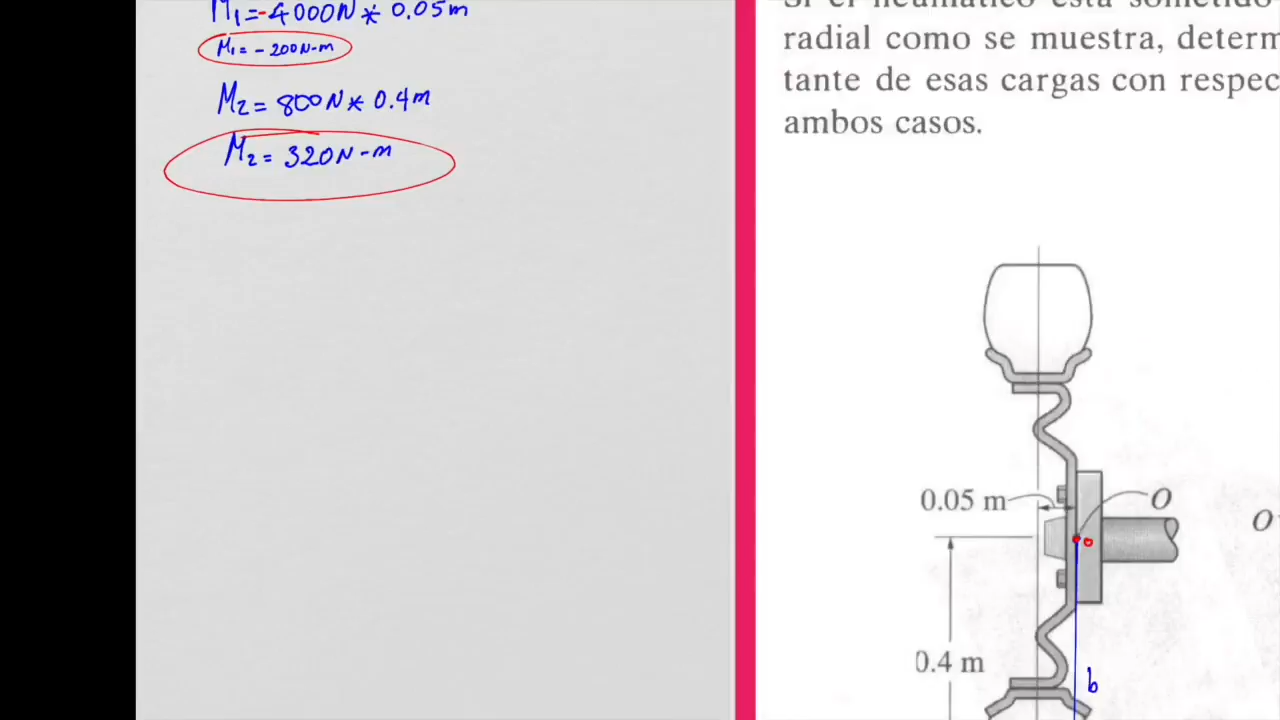 M1=-4000N * 0.05m
M1= -200N-m
M2= 800N * 0.4m
M2= 320N-m
radial como se muestra, determ
tante de esas cargas con respec
ambos casos.
0.05 m
O
O
o
0.4 m
b